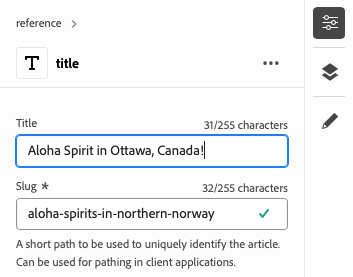 reference
T title
Title 31/255 characters
Aloha Spirit in Ottawa, Canada!
Slug * 32/255 characters
aloha-spirits-in-northern-norway
A short path to be used to uniquely identify the article.
Can be used for pathing in client applications.